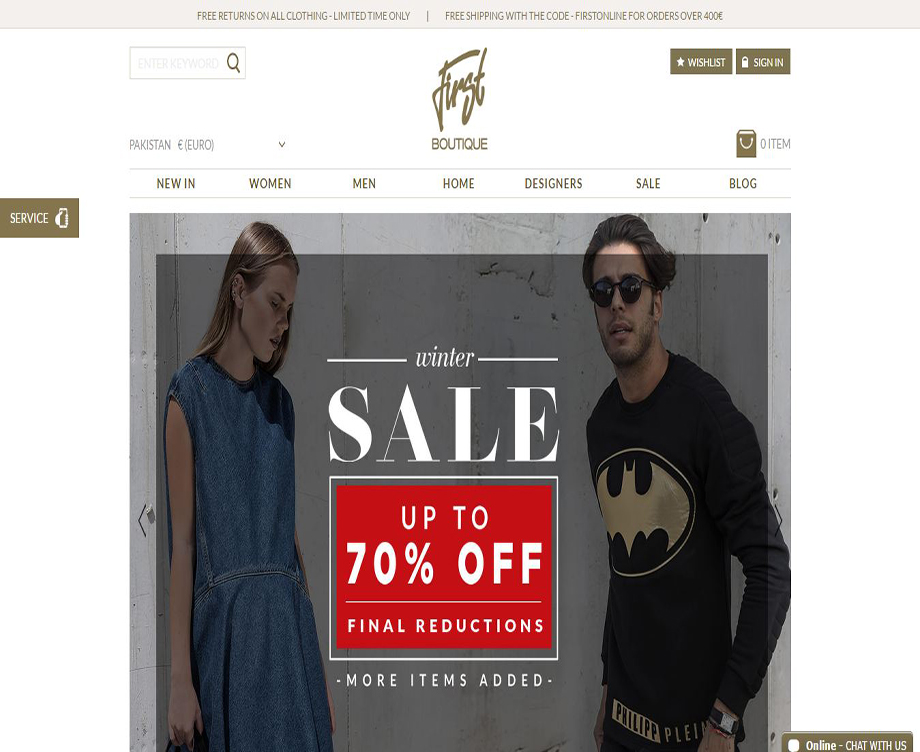 FREE RETURNS ON ALL CLOTHING - LIMITED TIME ONLY | FREE SHIPPING WITH THE CODE - FIRSTONLINE FOR ORDERS OVER 400€
ENTER KEYWORD
First
BOUTIQUE
WISHLIST
SIGN IN
PAKISTAN € (EURO)
0 ITEM
NEW IN WOMEN MEN HOME DESIGNERS SALE BLOG
SERVICE
winter
SALE
UP TO
70% OFF
FINAL REDUCTIONS
-MORE ITEMS ADDED-
PHILIPP PLEIN
Online - CHAT WITH US